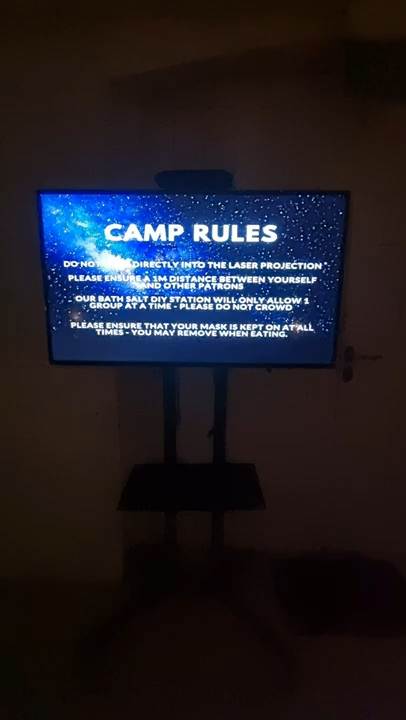 CAMP RULES
DO NOT DIRECTLY INTO THE LASER PROJECTION
PLEASE ENSURE A 1M DISTANCE BETWEEN YOURSELF
AND OTHER PATRONS
OUR BATH SALT DIY STATION WILL ONLY ALLOW 1
GROUP AT A TIME - PLEASE DO NOT CROWD
PLEASE ENSURE THAT YOUR MASK IS KEPT ON AT ALL
TIMES - YOU MAY REMOVE WHEN EATING.